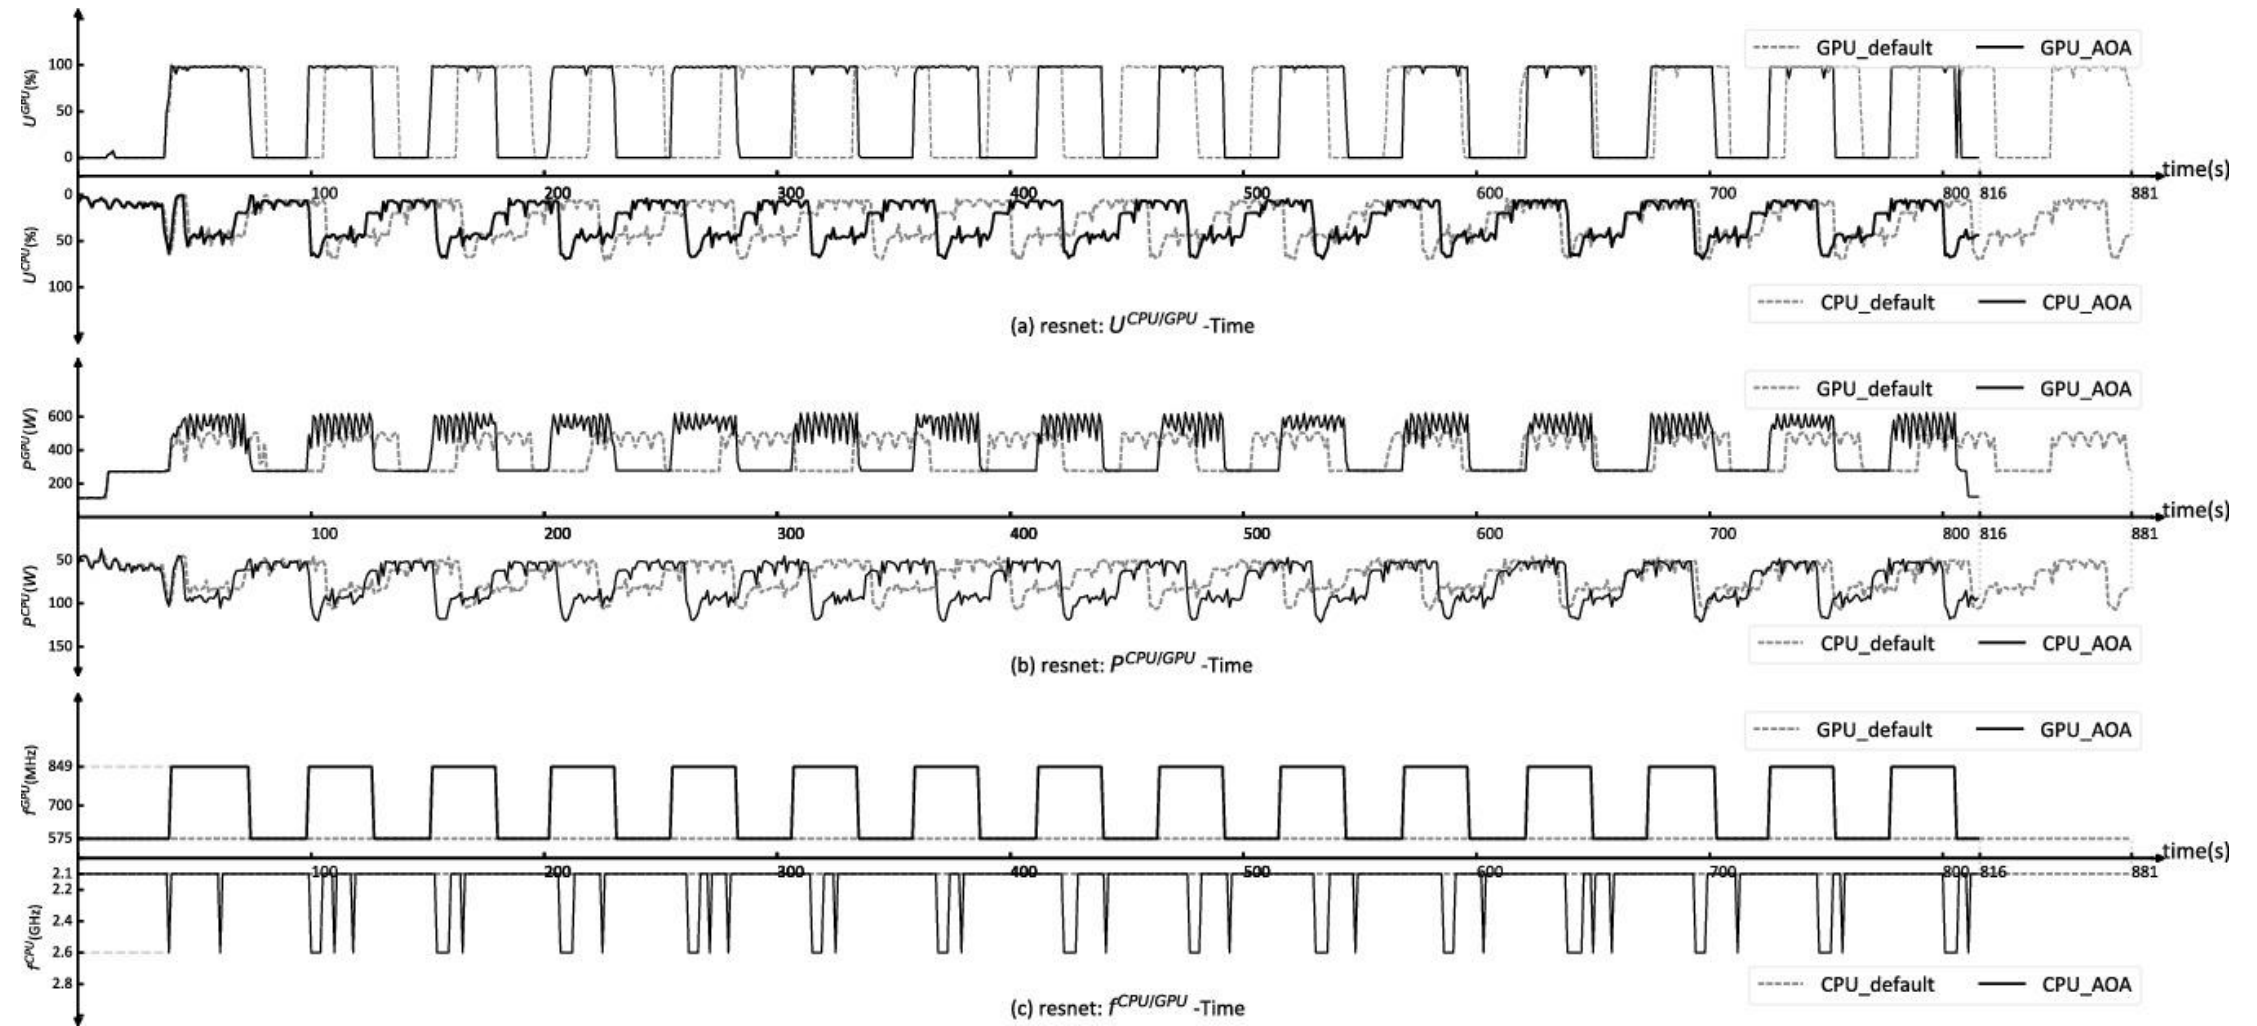 GPU_default GPU_AOA
U^GPU(%)
100
50
0
time(s)
100 200 300 400 500 600 700 800 816 881
0
50
100
U^CPU(%)
CPU_default CPU_AOA
(a) resnet: U^CPU/GPU -Time
GPU_default GPU_AOA
P^GPU(W)
600
400
200
time(s)
100 200 300 400 500 600 700 800 816 881
50
100
150
P^CPU(W)
CPU_default CPU_AOA
(b) resnet: P^CPU/GPU -Time
GPU_default GPU_AOA
f^GPU(MHz)
849
700
575
time(s)
100 200 300 400 500 600 700 800 816 881
2.1
2.2
2.4
2.6
2.8
f^CPU(GHz)
CPU_default CPU_AOA
(c) resnet: f^CPU/GPU -Time